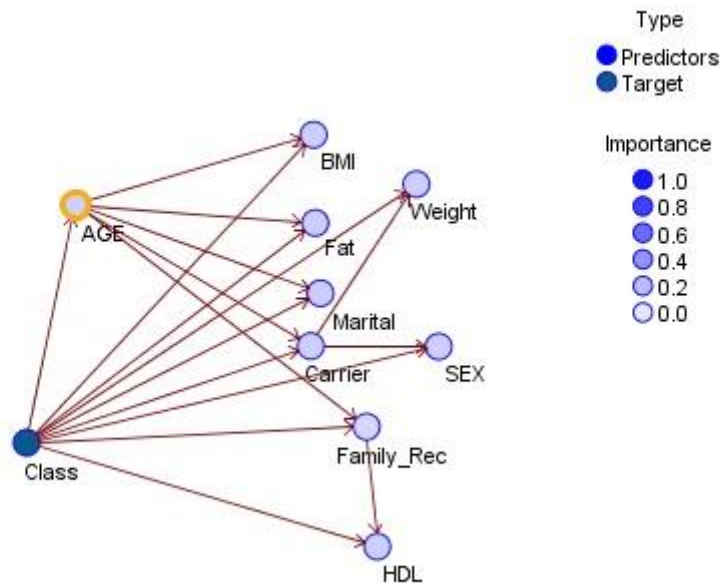 Type
Predictors
Target
Importance
1.0
0.8
0.6
0.4
0.2
0.0
BMI
Weight
AGE
Fat
Marital
Carrier
SEX
Family_Rec
Class
HDL